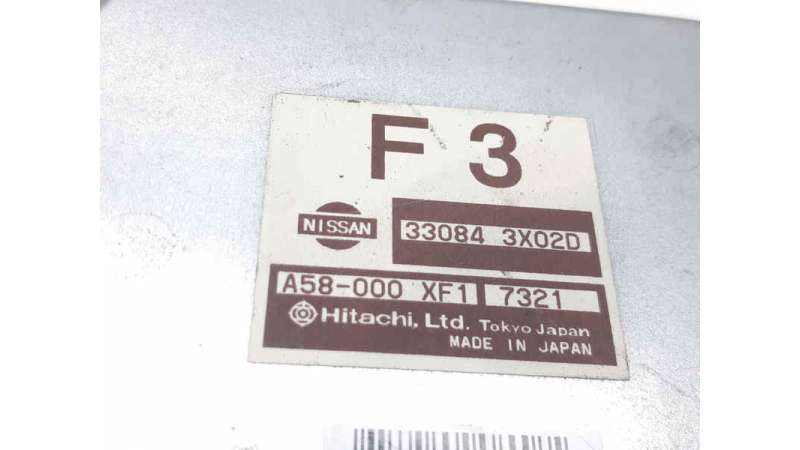 F 3
NISSAN 33084 3X02D
A58-000 XF1 7321
Hitachi, Ltd. Tokyo Japan
MADE IN JAPAN